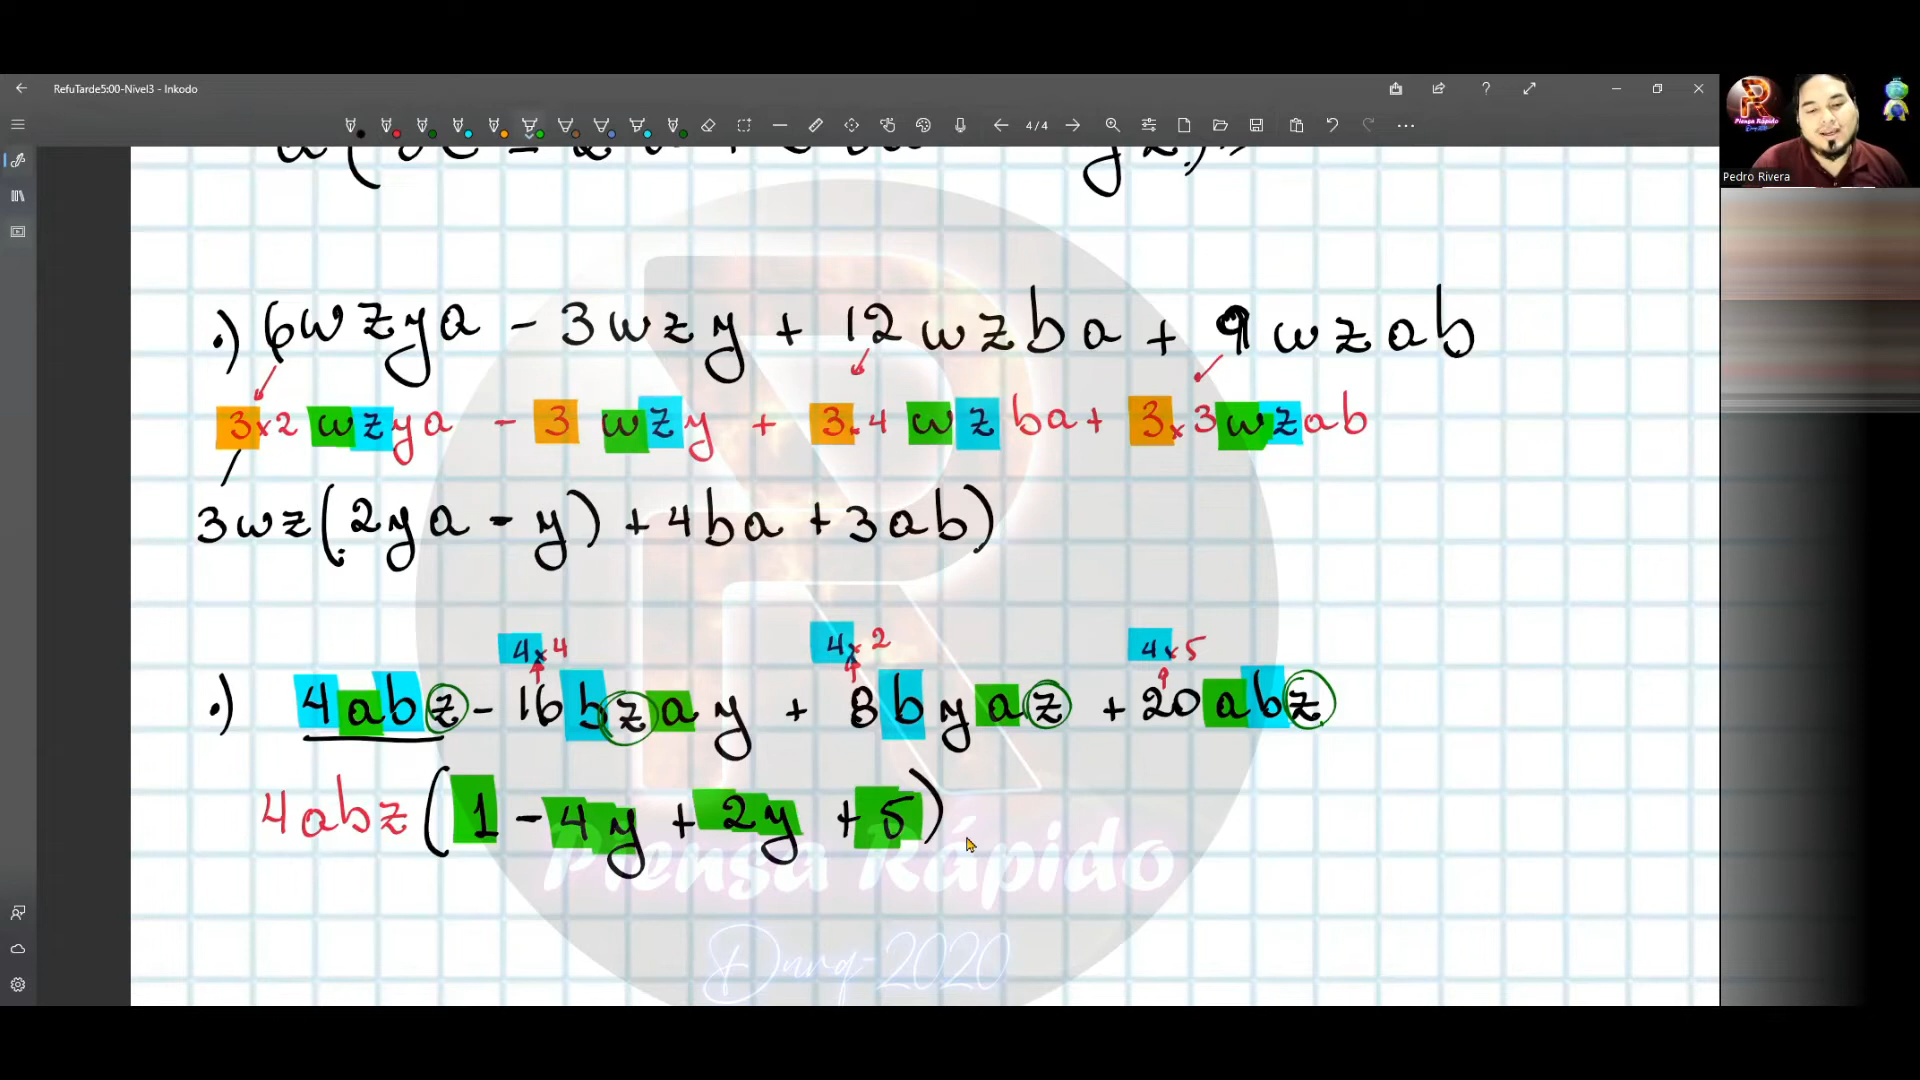 RefuTarde5:00-Nivel3 - Inkodo
4/4
Pedro Rivera
.) 6wzya - 3wzy + 12wzba + 9wzab
3x2 wzya - 3 wzy + 3.4 wz ba + 3x3wzab
3wz(2ya - y) + 4ba + 3ab)
4x4 4x2 4x5
.) 4abz - 16bzay + 8byaz + 20abz
4abz(1 - 4y + 2y + 5)
Piensa Rápido